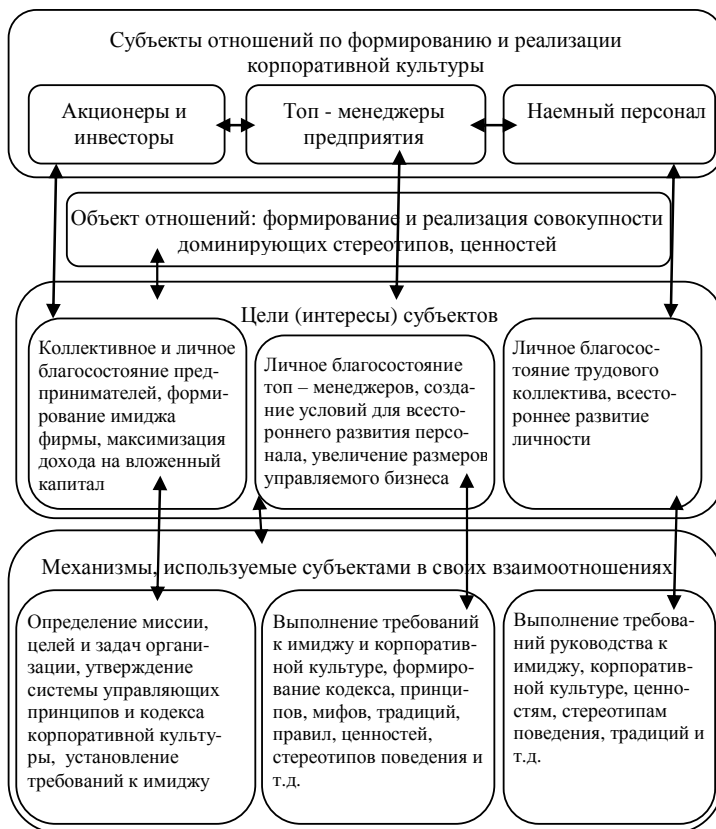 Субъекты отношений по формированию и реализации
корпоративной культуры
Акционеры и
инвесторы
Топ - менеджеры
предприятия
Наемный персонал
Объект отношений: формирование и реализация совокупности
доминирующих стереотипов, ценностей
Цели (интересы) субъектов
Коллективное и личное
благосостояние пред-
принимателей, форми-
рование имиджа
фирмы, максимизация
дохода на вложенный
капитал
Личное благосостояние
топ – менеджеров, созда-
ние условий для всесто-
роннего развития персо-
нала, увеличение размеров
управляемого бизнеса
Личное благосос-
тояние трудового
коллектива, всесто-
роннее развитие
личности
Механизмы, используемые субъектами в своих взаимоотношениях
Определение миссии,
целей и задач органи-
зации, утверждение
системы управляющих
принципов и кодекса
корпоративной культу-
ры, установление
требований к имиджу
Выполнение требований
к имиджу и корпоратив-
ной культуре, формиро-
вание кодекса, принци-
пов, мифов, традиций,
правил, ценностей,
стереотипов поведения и
т.д.
Выполнение требова-
ний руководства к
имиджу, корпоратив-
ной культуре, ценно-
стям, стереотипам
поведения, традиций и
т.д.